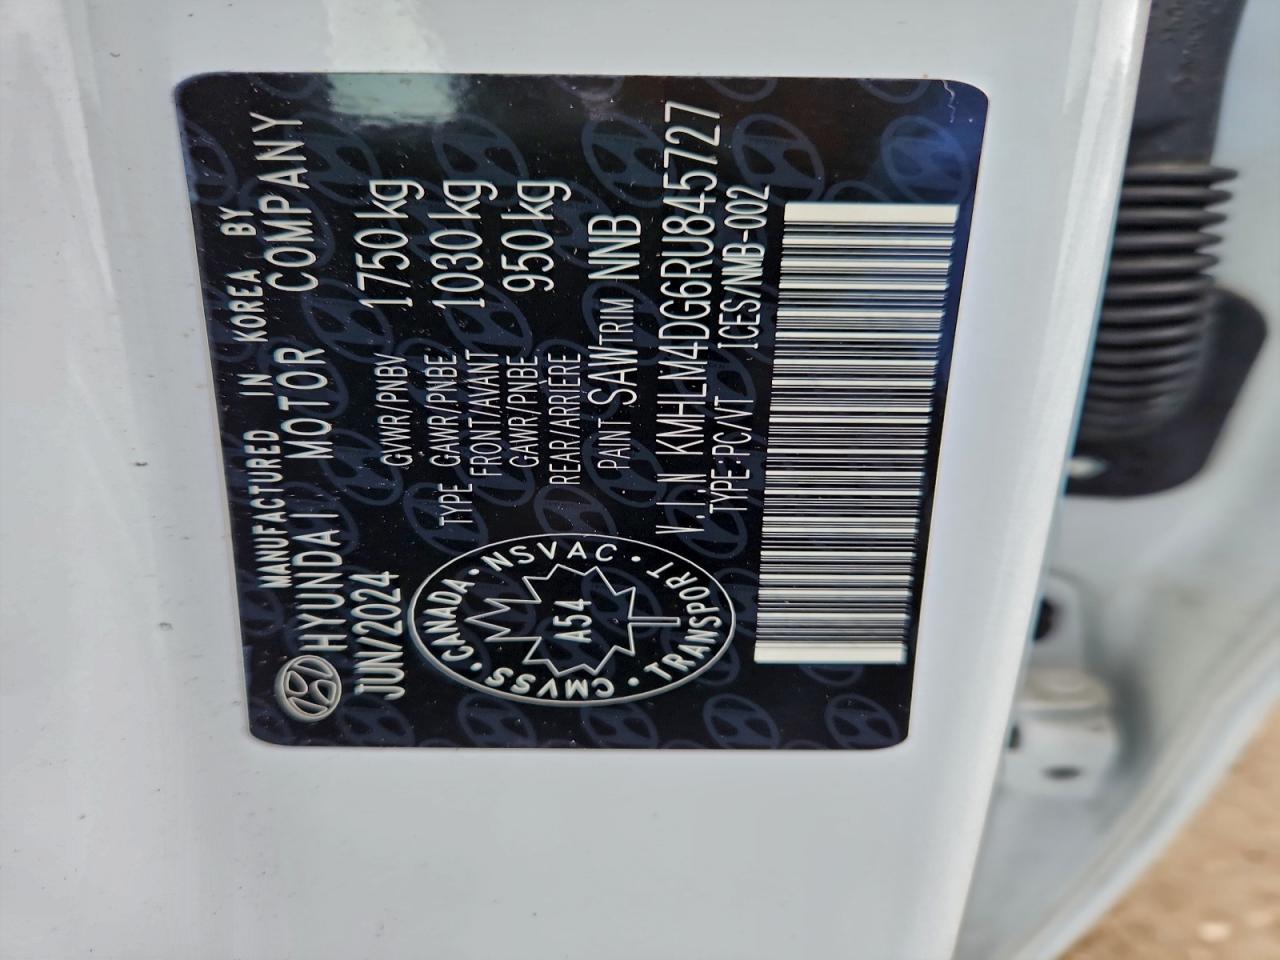 MANUFACTURED IN KOREA BY
HYUNDAI MOTOR COMPANY
JUN/2024
GVWR/PNBV 1750 kg
TYPE GAWR/PNBE FRONT/AVANT 1030 kg
GAWR/PNBE REAR/ARRIÈRE 950 kg
PAINT SAW TRIM NNB
V.I N KMHLM4DG6RU845727
TYPE:PC/VT ICES/NMB-002
CANADA · NSVAC · TRANSPORT · CMVSS ·
A54